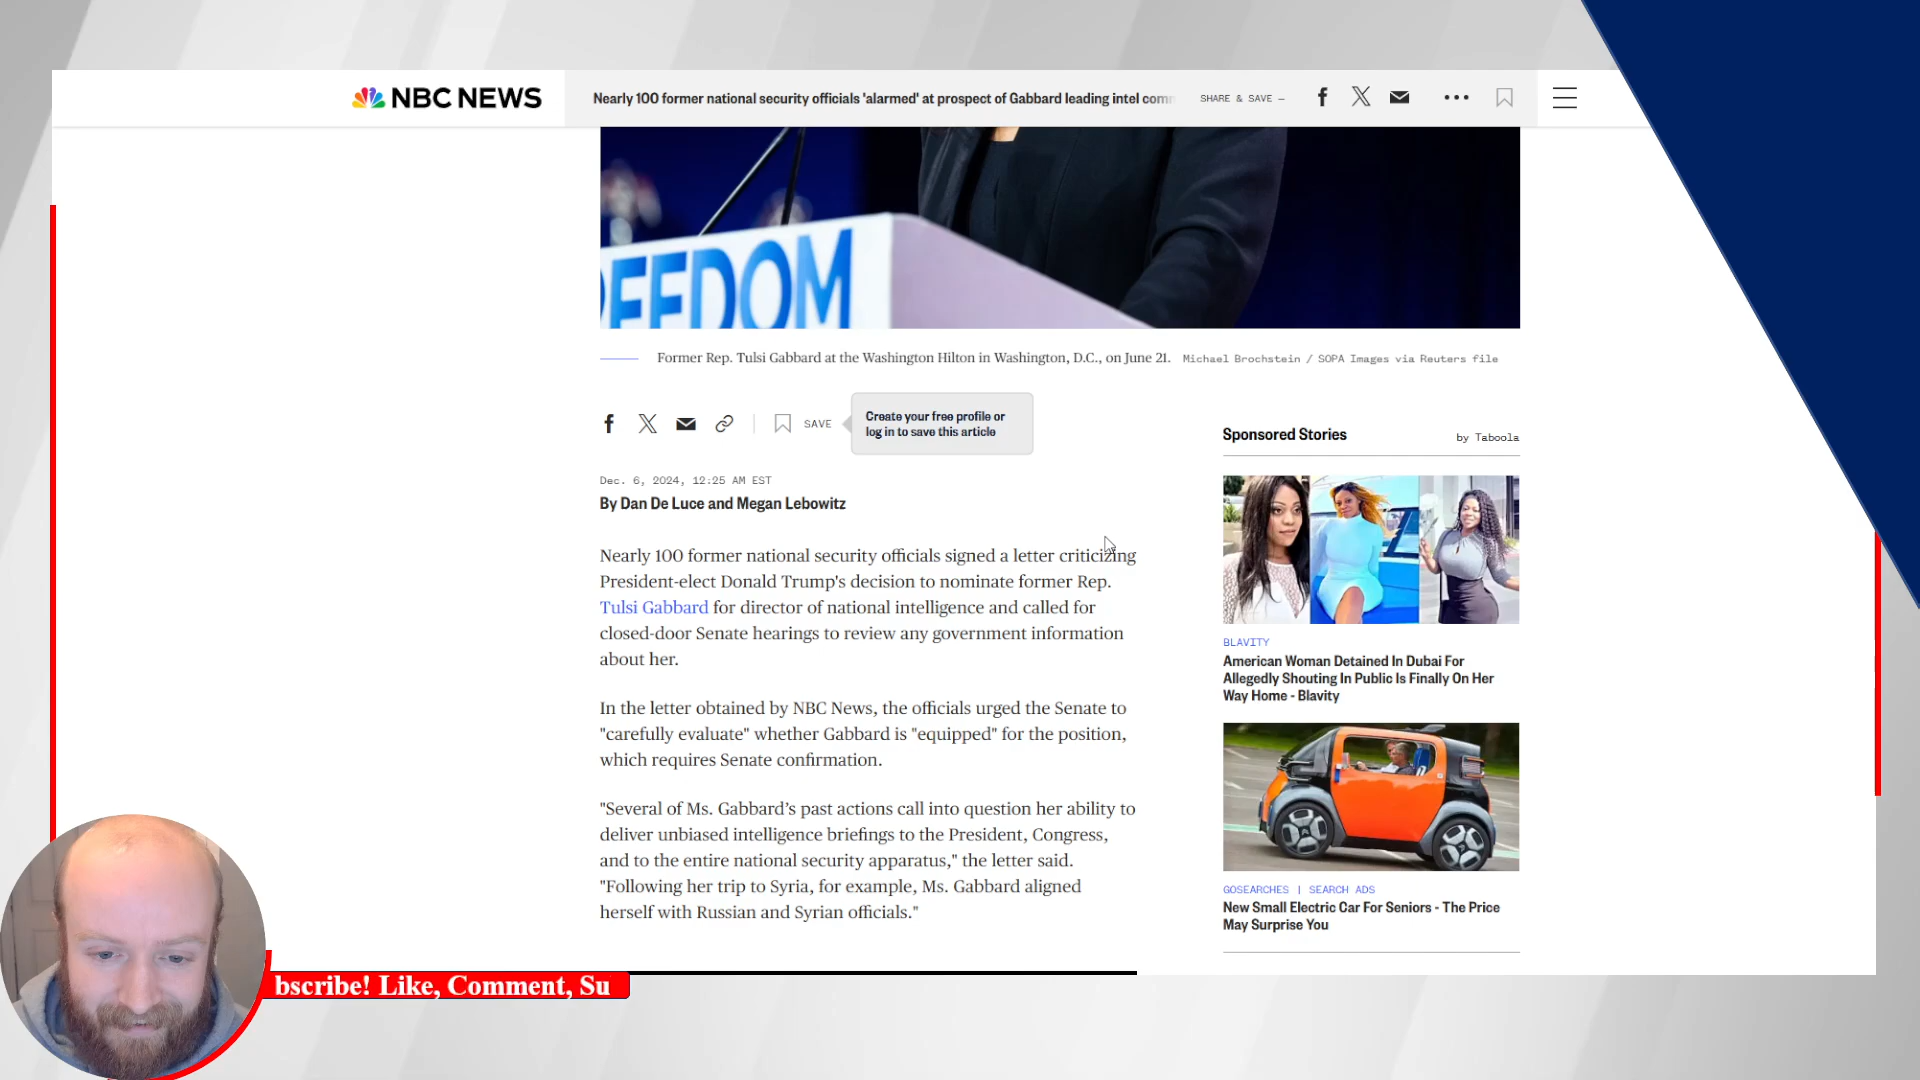 NBC NEWS
Nearly 100 former national security officials 'alarmed' at prospect of Gabbard leading intel com
SHARE & SAVE —
FREEDOM
Former Rep. Tulsi Gabbard at the Washington Hilton in Washington, D.C., on June 21. Michael Brochstein / SOPA Images via Reuters file
SAVE
Create your free profile or
log in to save this article
Dec. 6, 2024, 12:25 AM EST
By Dan De Luce and Megan Lebowitz
Nearly 100 former national security officials signed a letter criticizing
President-elect Donald Trump's decision to nominate former Rep.
Tulsi Gabbard for director of national intelligence and called for
closed-door Senate hearings to review any government information
about her.
In the letter obtained by NBC News, the officials urged the Senate to
"carefully evaluate" whether Gabbard is "equipped" for the position,
which requires Senate confirmation.
"Several of Ms. Gabbard’s past actions call into question her ability to
deliver unbiased intelligence briefings to the President, Congress,
and to the entire national security apparatus," the letter said.
"Following her trip to Syria, for example, Ms. Gabbard aligned
herself with Russian and Syrian officials."
Sponsored Stories
by Taboola
BLAVITY
American Woman Detained In Dubai For
Allegedly Shouting In Public Is Finally On Her
Way Home - Blavity
GOSEARCHES | SEARCH ADS
New Small Electric Car For Seniors - The Price
May Surprise You
bscribe! Like, Comment, Su